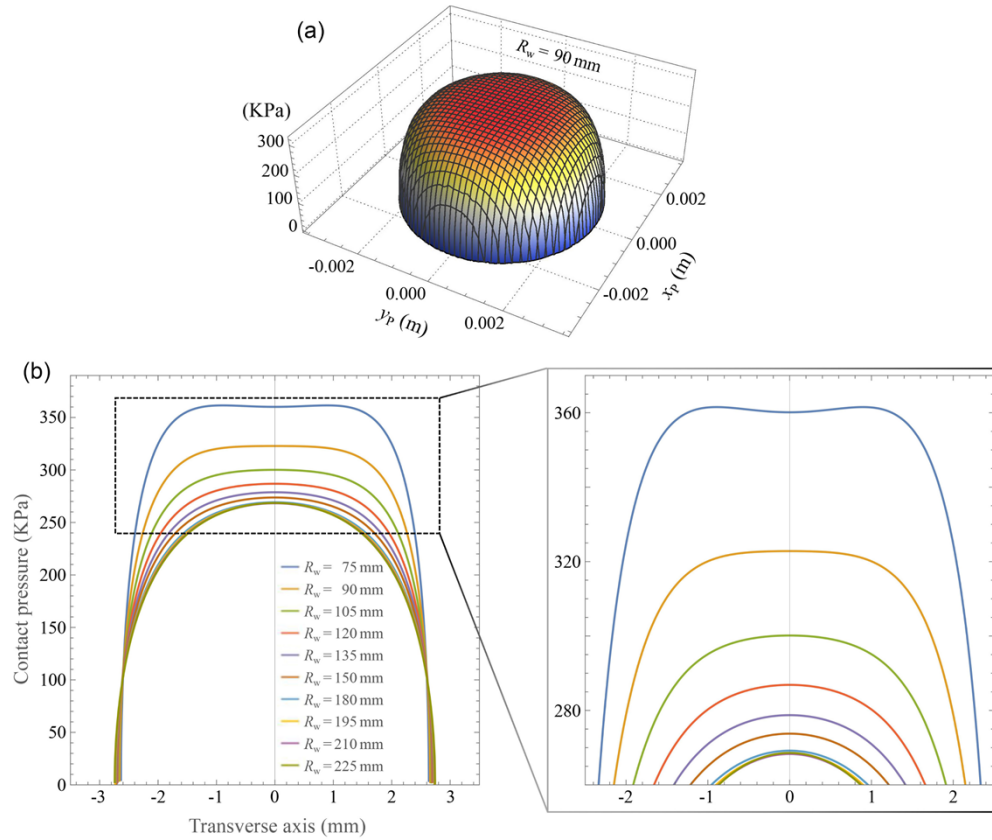 (a)
R_w = 90 mm
(KPa)
300
200
100
0
-0.002
0.000
0.002
y_P (m)
0.002
0.000
-0.002
x_P (m)
(b)
Contact pressure (KPa)
350
300
250
200
150
100
50
0
-3 -2 -1 0 1 2 3
Transverse axis (mm)
R_w = 75 mm
R_w = 90 mm
R_w = 105 mm
R_w = 120 mm
R_w = 135 mm
R_w = 150 mm
R_w = 180 mm
R_w = 195 mm
R_w = 210 mm
R_w = 225 mm
360
320
280
-2 -1 0 1 2